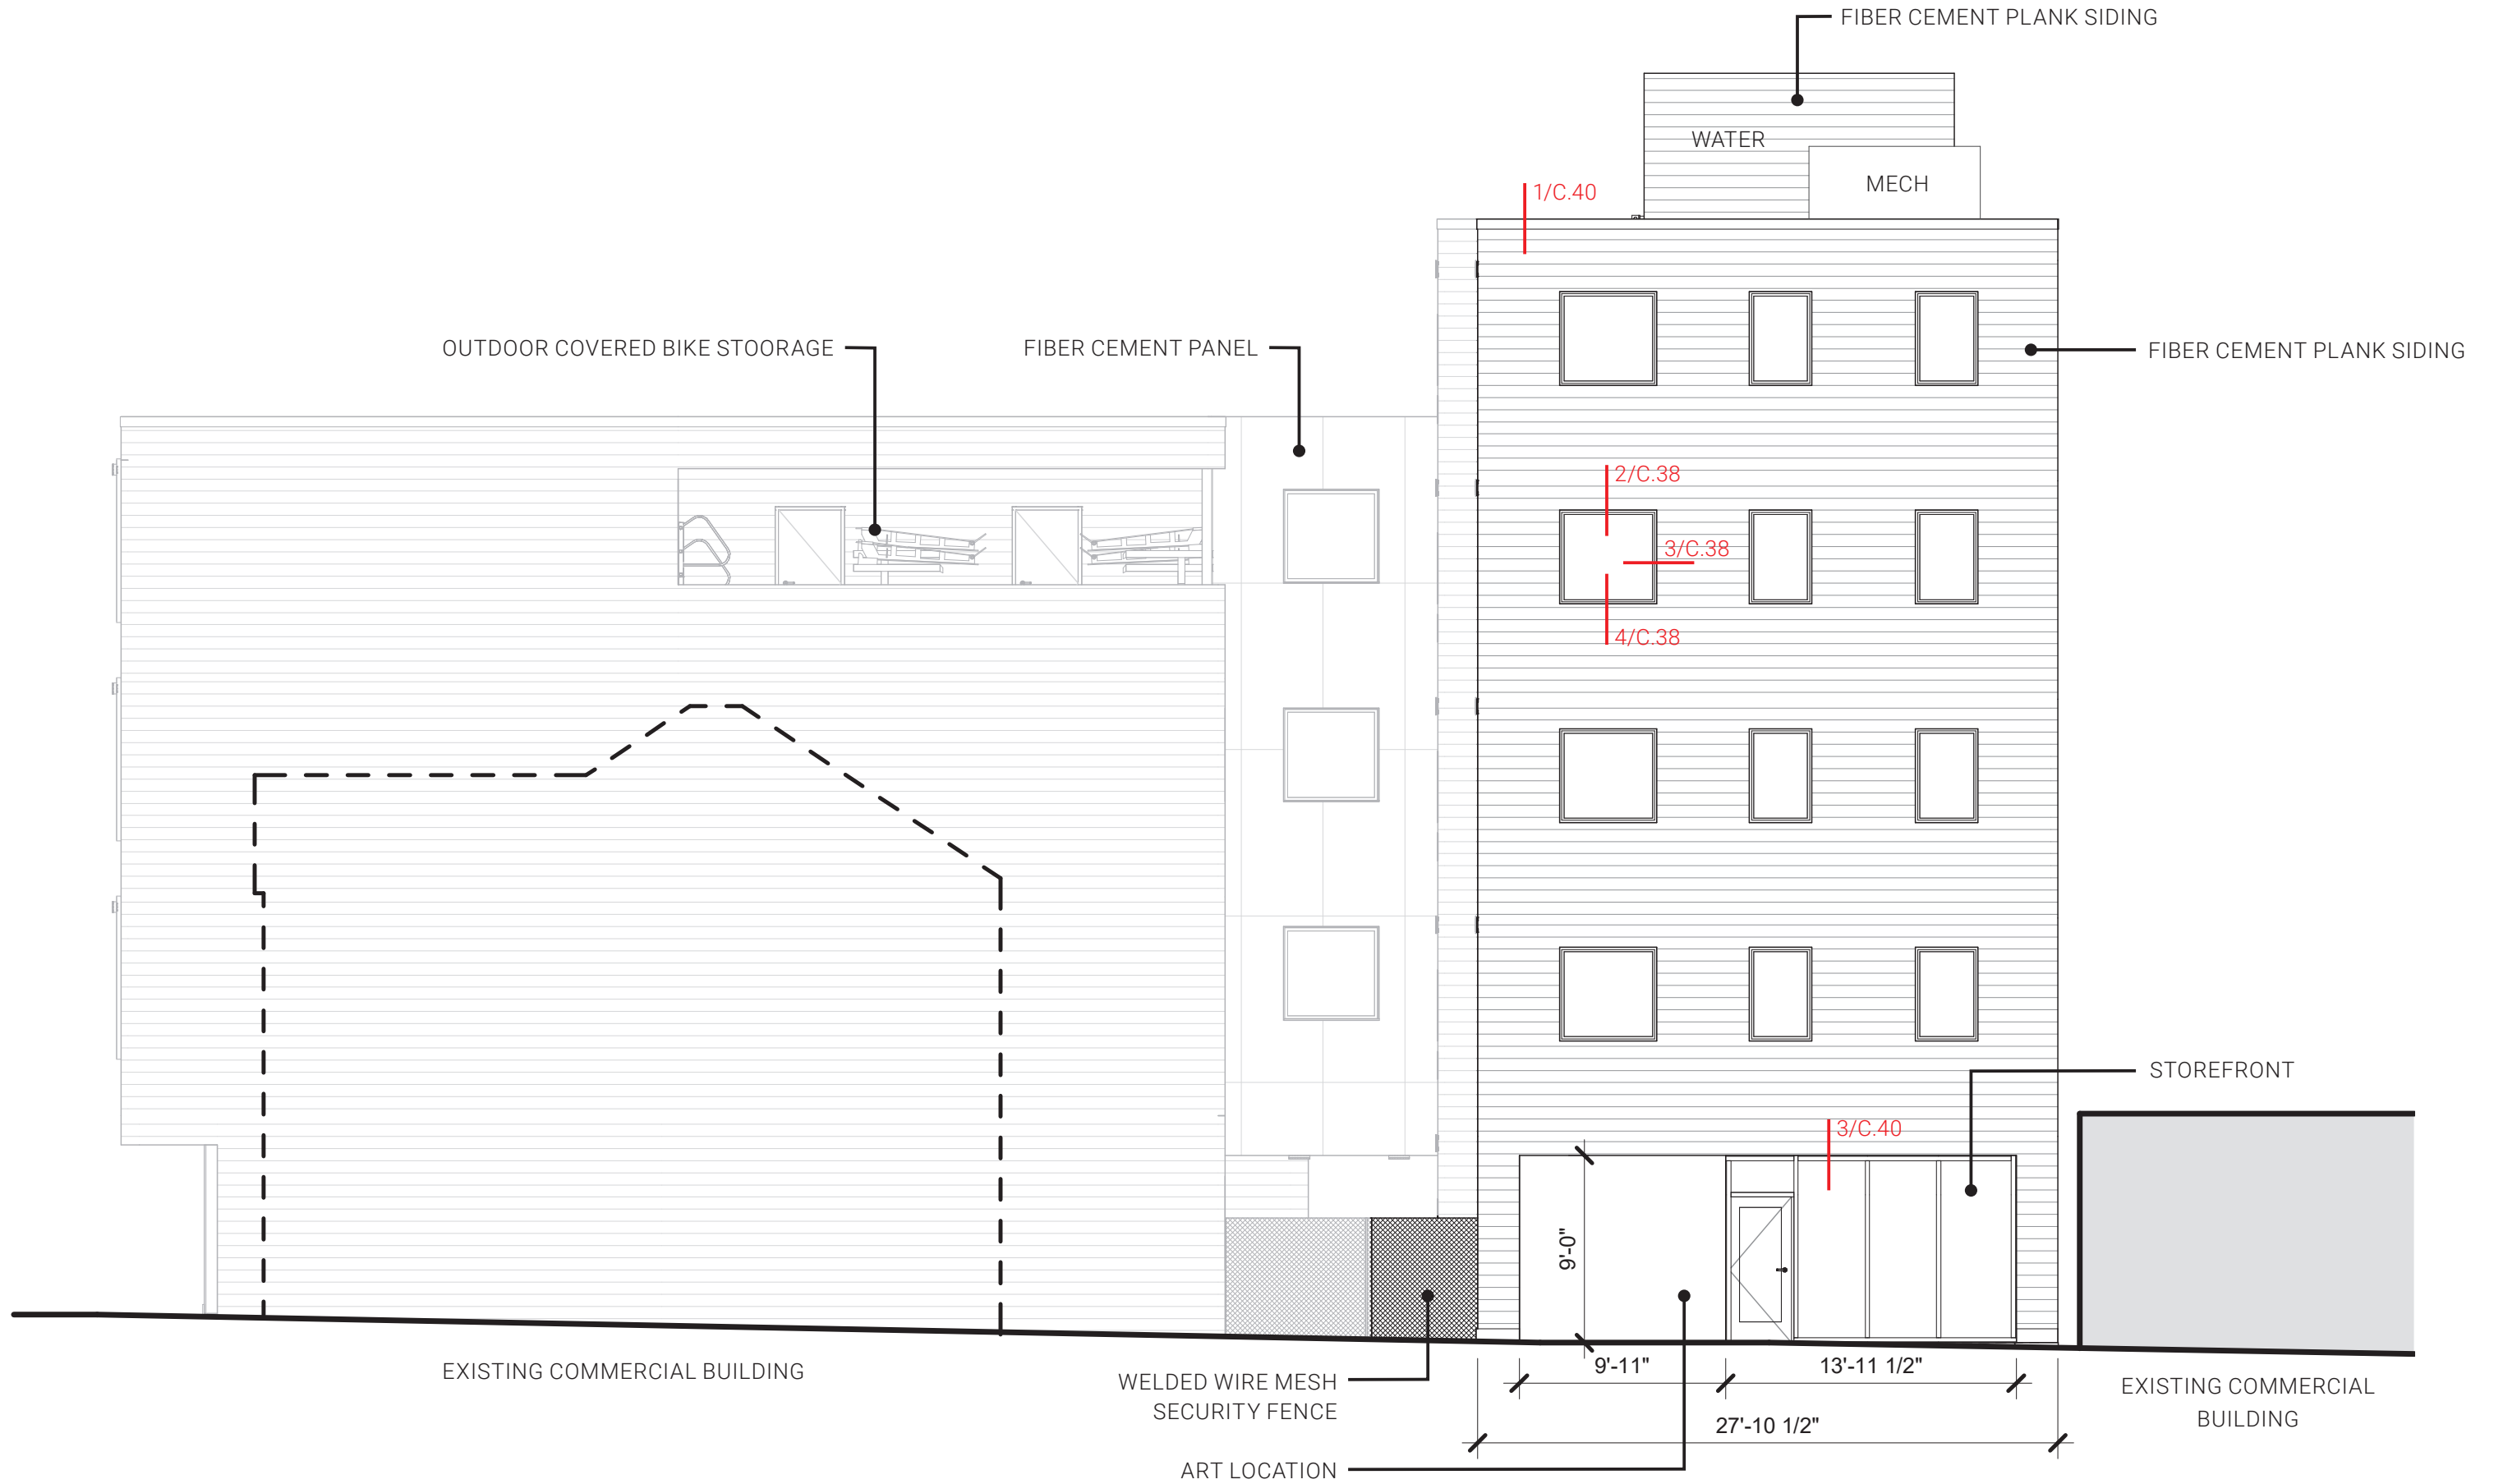 FIBER CEMENT PLANK SIDING
WATER
MECH
1/C.40
OUTDOOR COVERED BIKE STOORAGE
FIBER CEMENT PANEL
FIBER CEMENT PLANK SIDING
2/C.38
3/C.38
4/C.38
STOREFRONT
3/C.40
9'-0"
9'-11"
13'-11 1/2"
EXISTING COMMERCIAL BUILDING
WELDED WIRE MESH
SECURITY FENCE
EXISTING COMMERCIAL
BUILDING
27'-10 1/2"
ART LOCATION